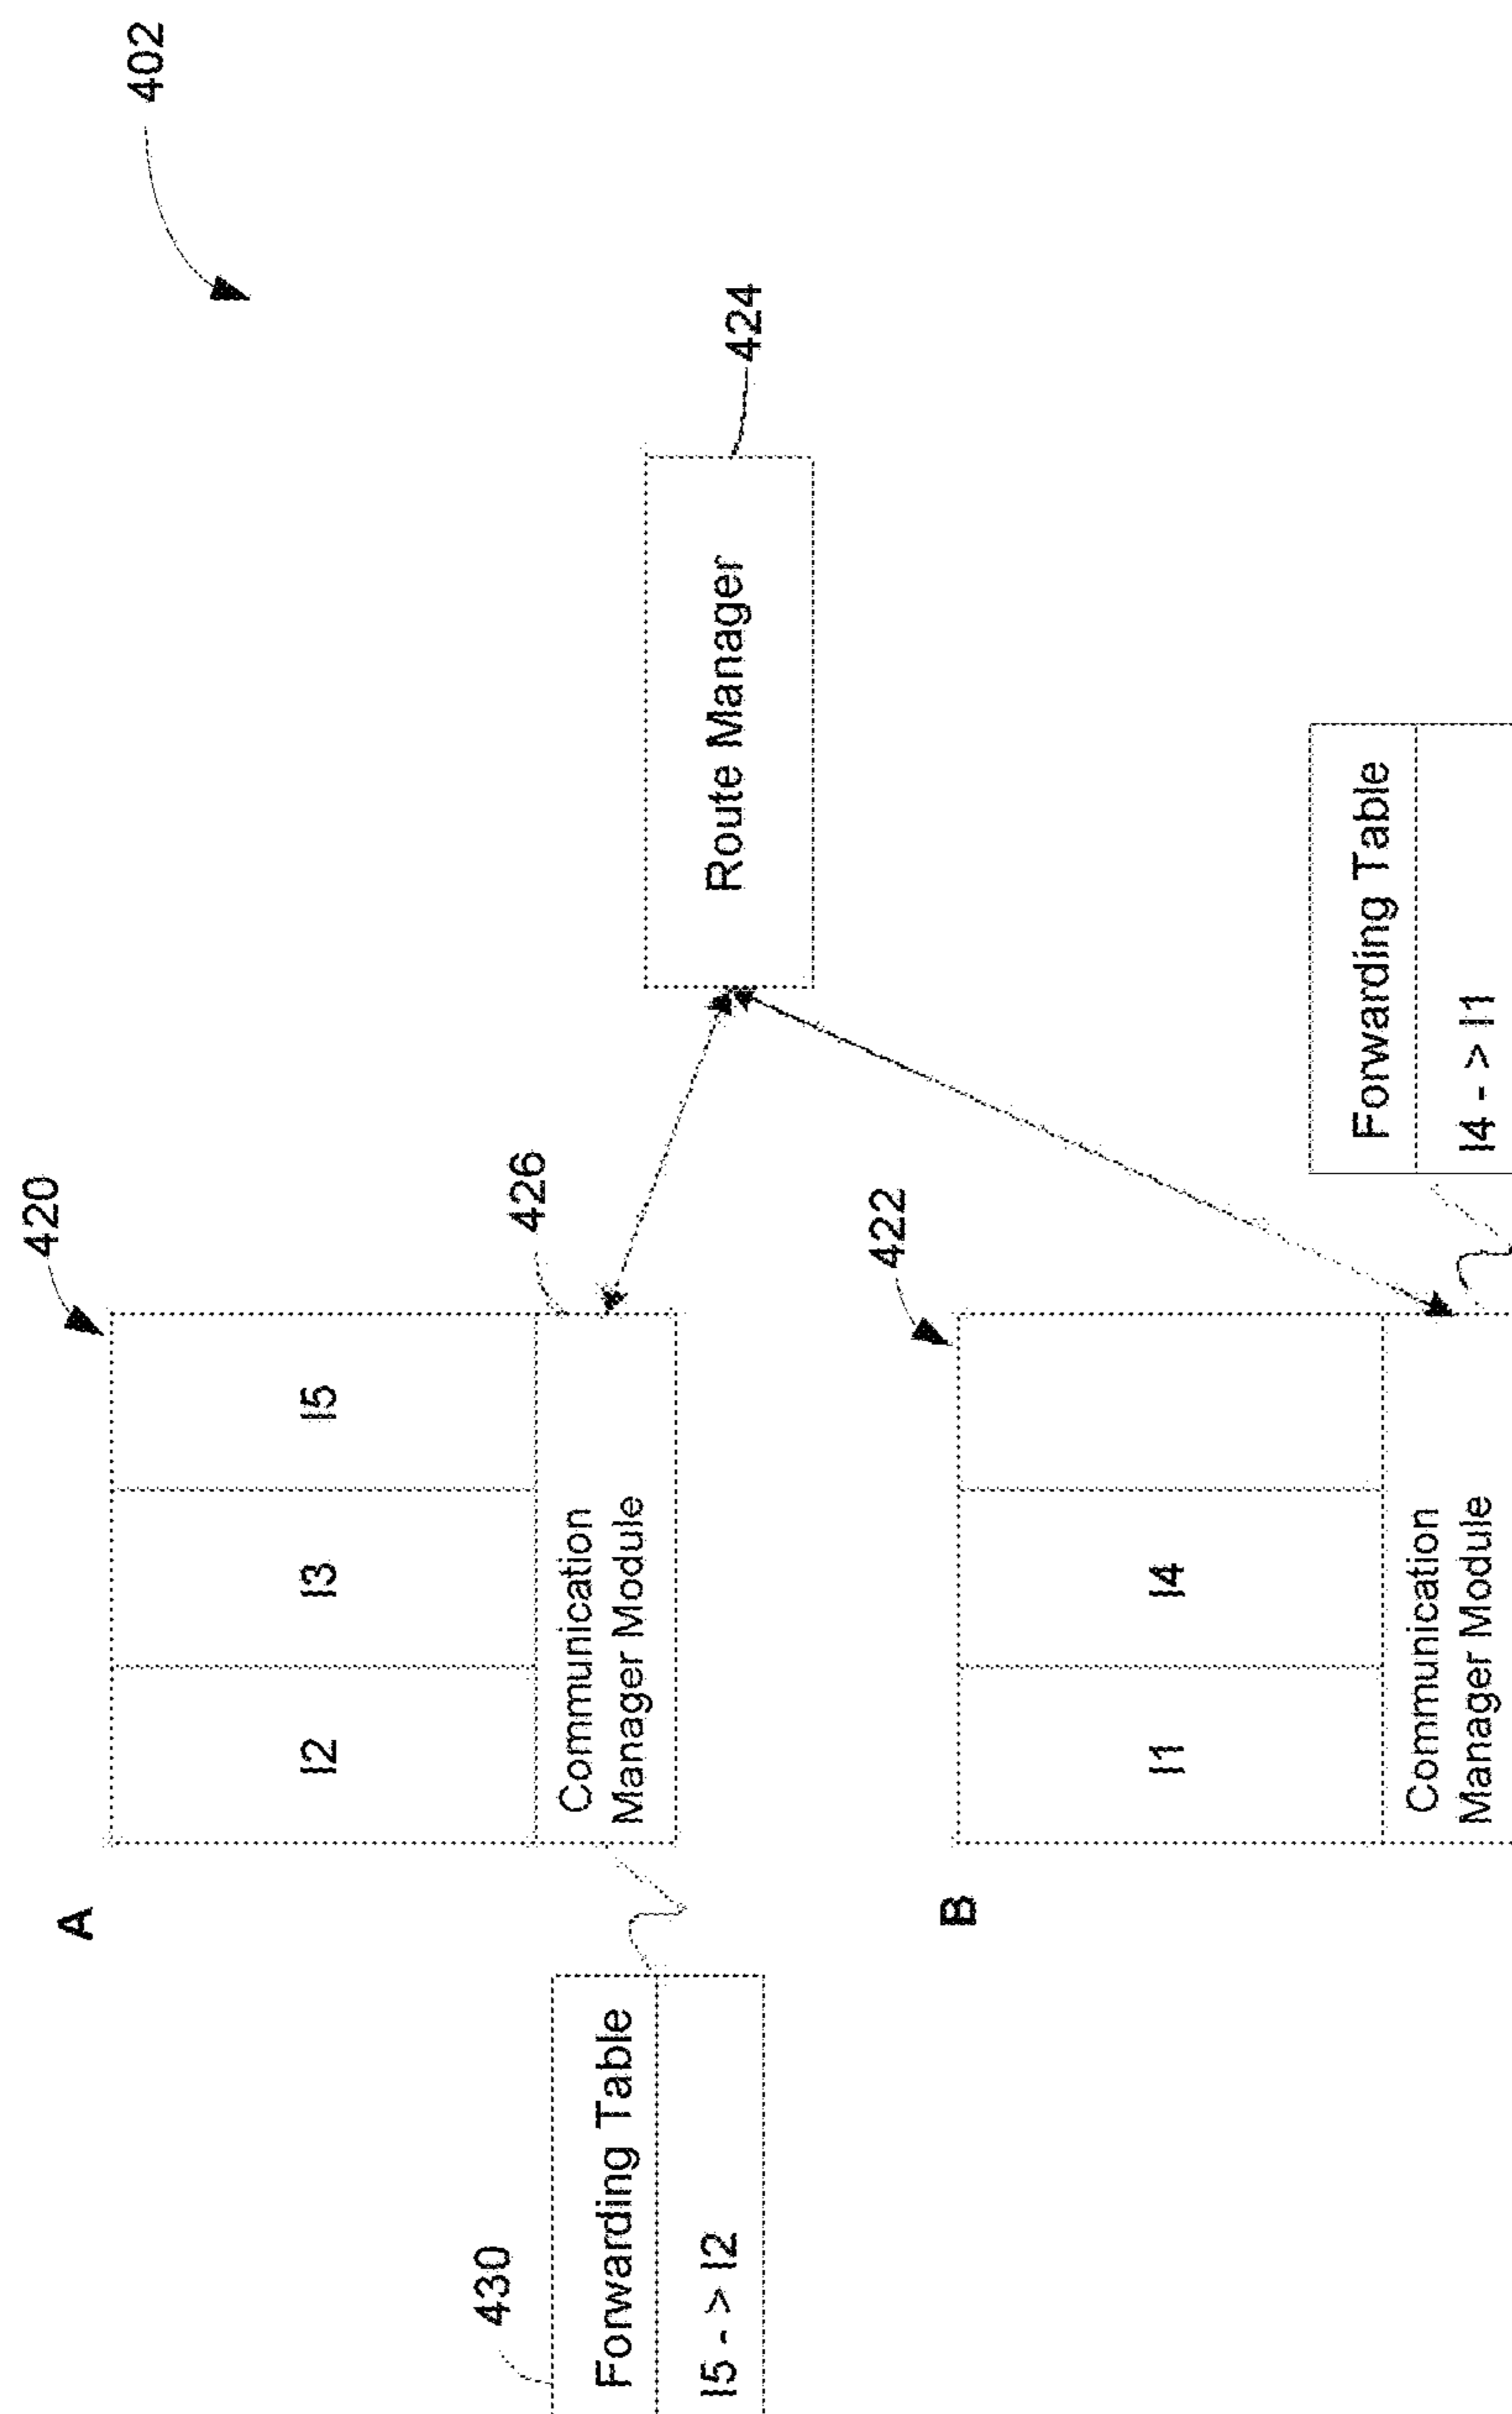 402
420
A
I2
I3
I5
426
Communication
Manager Module
424
Route Manager
430
Forwarding Table
I5 - > I2
422
B
I1
I4
Communication
Manager Module
Forwarding Table
I4 - > I1